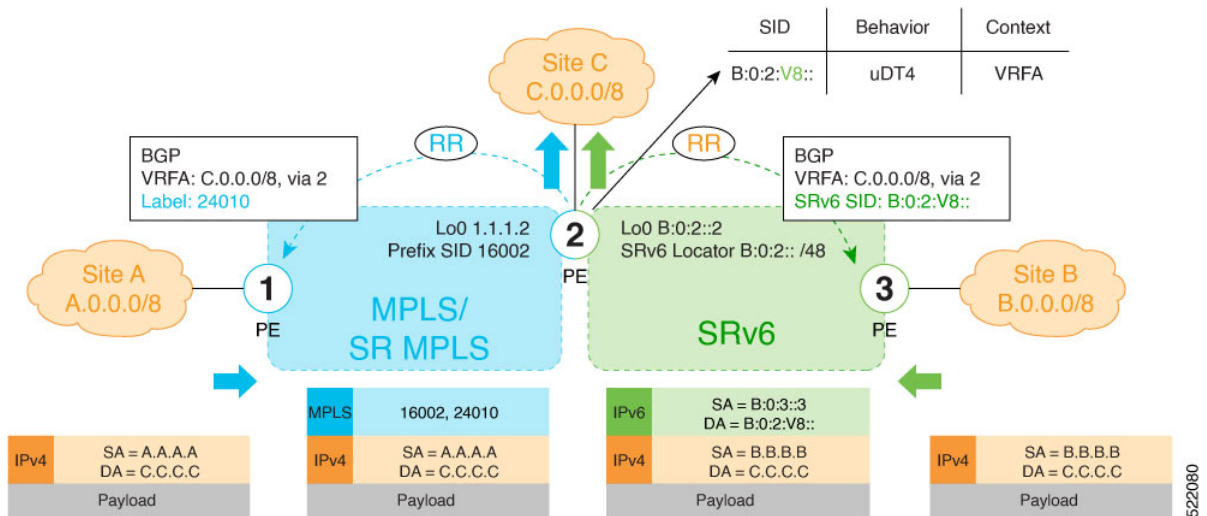 SID Behavior Context
B:0:2:V8:: uDT4 VRFA
Site C
C.0.0.0/8
RR
RR
BGP
VRFA: C.0.0.0/8, via 2
Label: 24010
BGP
VRFA: C.0.0.0/8, via 2
SRv6 SID: B:0:2:V8::
Lo0 1.1.1.2
Prefix SID 16002
2
PE
Lo0 B:0:2::2
SRv6 Locator B:0:2:: /48
Site A
A.0.0.0/8
1
PE
MPLS/
SR MPLS
SRv6
3
PE
Site B
B.0.0.0/8
MPLS 16002, 24010
IPv6
SA = B:0:3::3
DA = B:0:2:V8::
IPv4
SA = A.A.A.A
DA = C.C.C.C
Payload
IPv4
SA = A.A.A.A
DA = C.C.C.C
Payload
IPv4
SA = B.B.B.B
DA = C.C.C.C
Payload
IPv4
SA = B.B.B.B
DA = C.C.C.C
Payload
522080